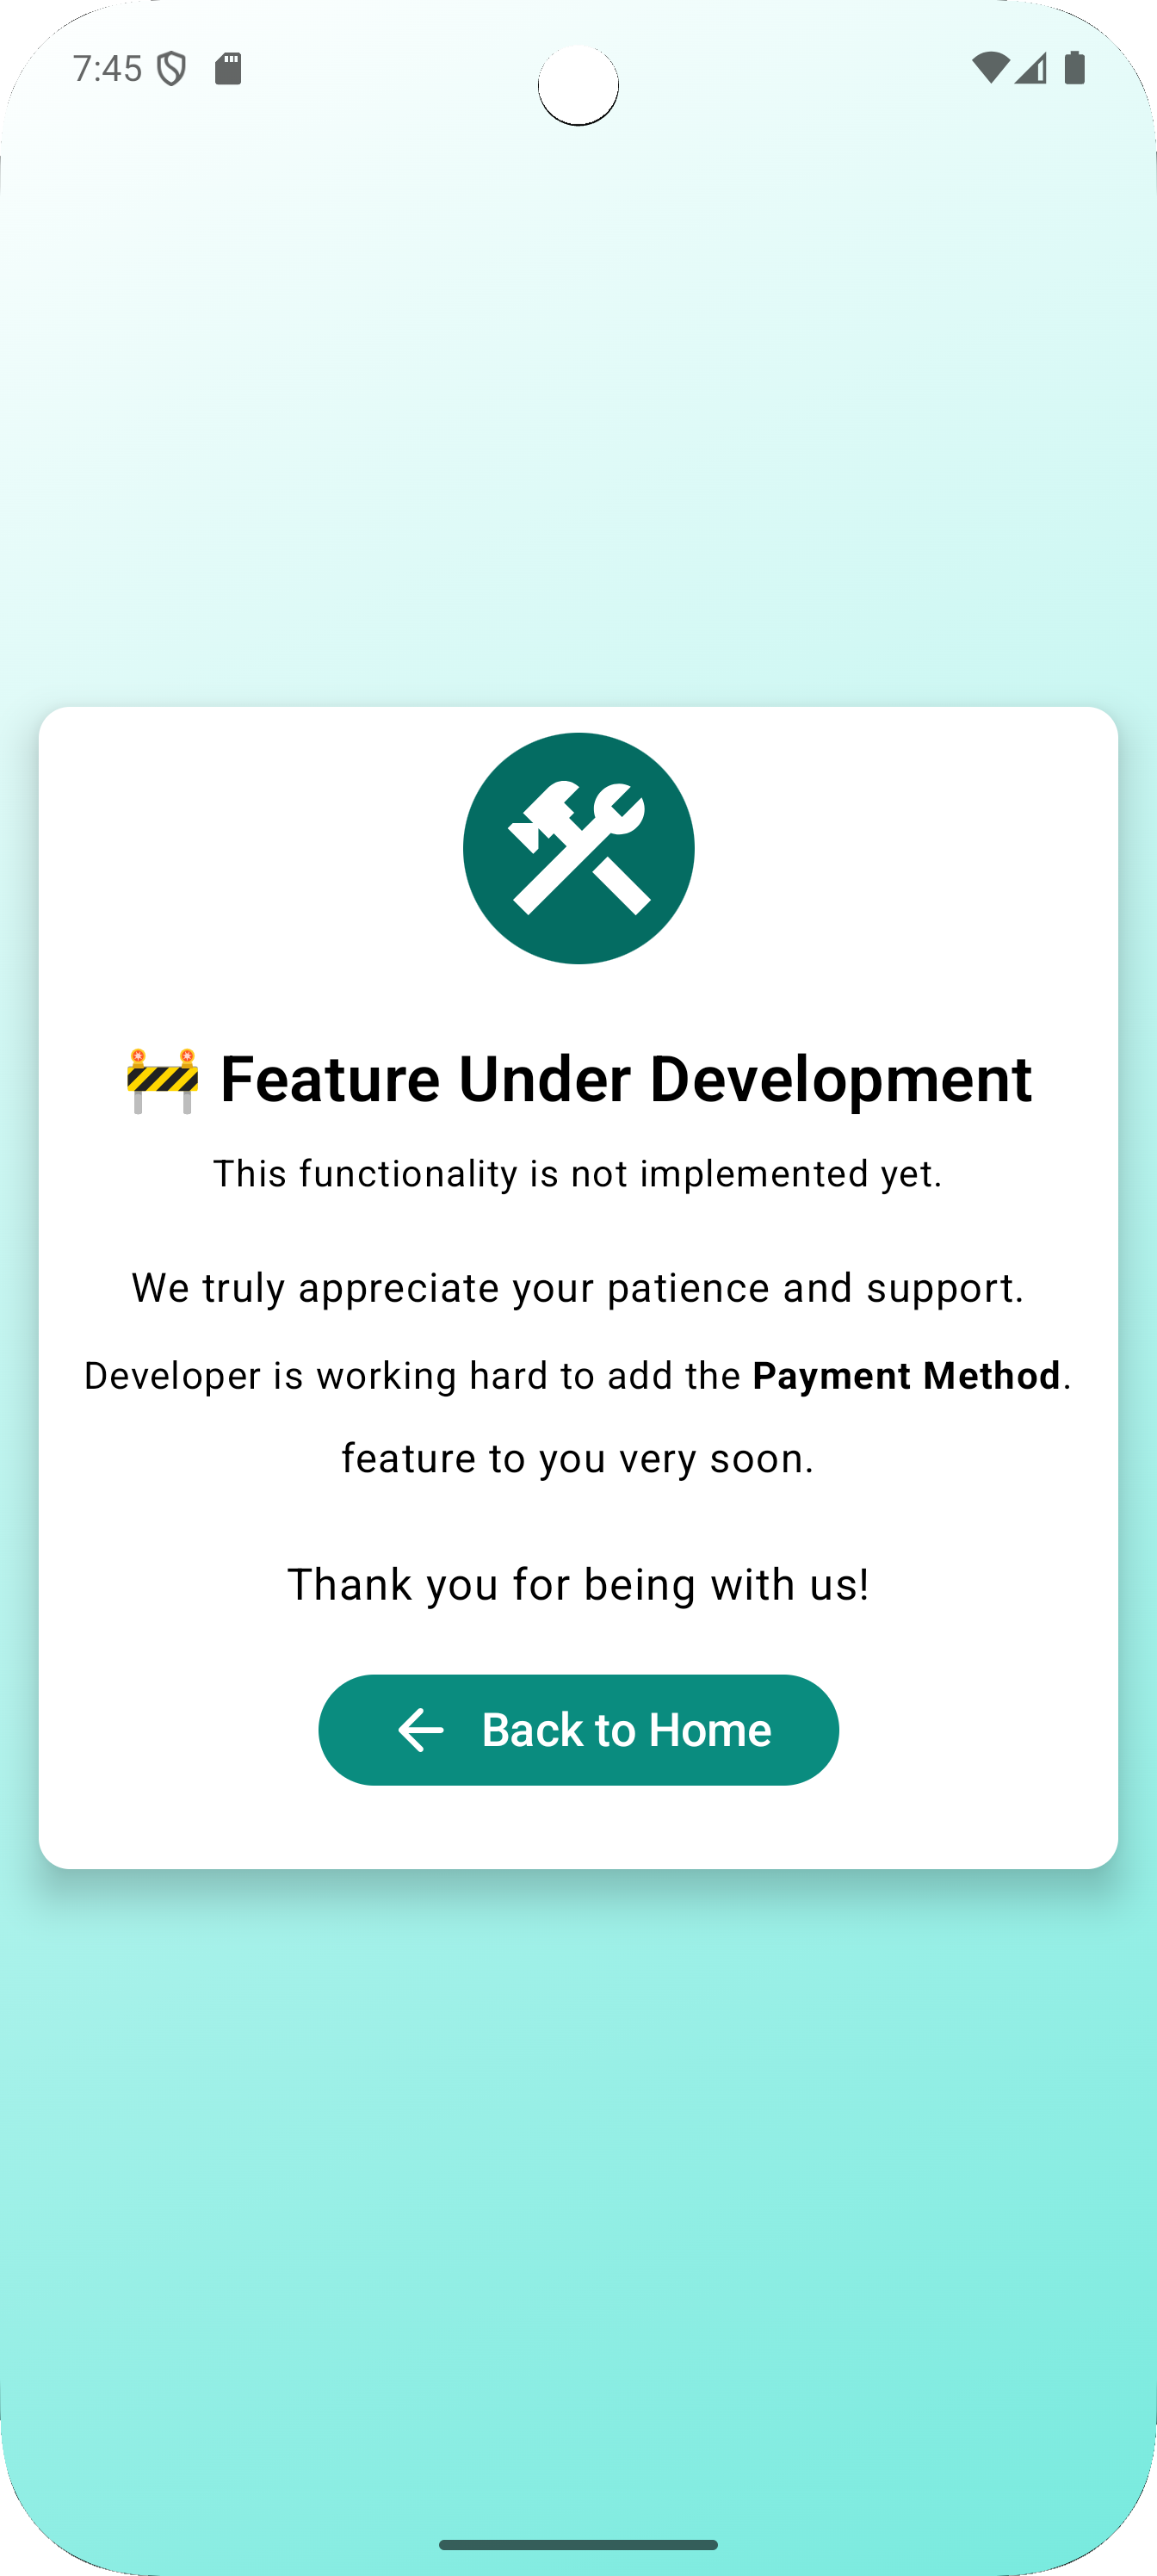 7:45
🚧 Feature Under Development
This functionality is not implemented yet.
We truly appreciate your patience and support.
Developer is working hard to add the Payment Method.
feature to you very soon.
Thank you for being with us!
Back to Home